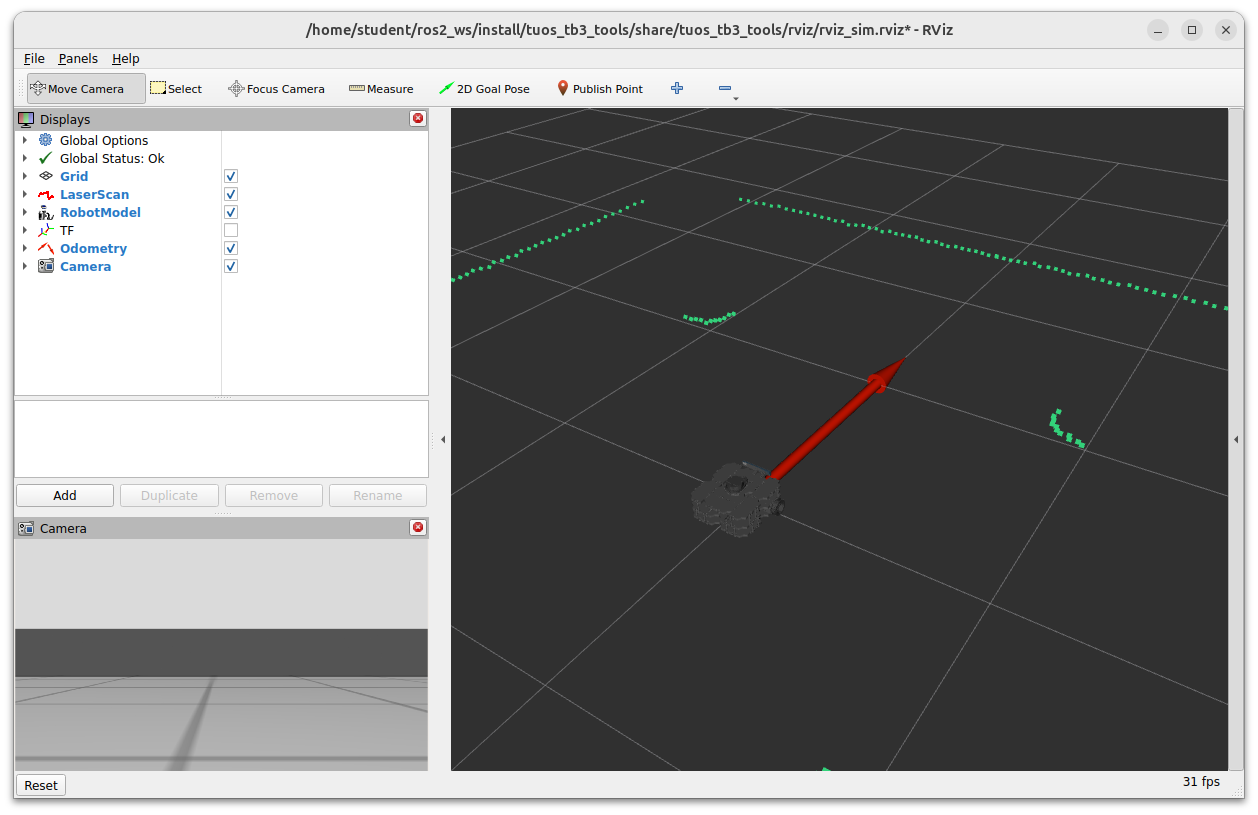 /home/student/ros2_ws/install/tuos_tb3_tools/share/tuos_tb3_tools/rviz/rviz_sim.rviz* - RViz
File Panels Help
Move Camera Select Focus Camera Measure 2D Goal Pose Publish Point
Displays
Global Options
Global Status: Ok
Grid
LaserScan
RobotModel
TF
Odometry
Camera
Add Duplicate Remove Rename
Camera
Reset
31 fps